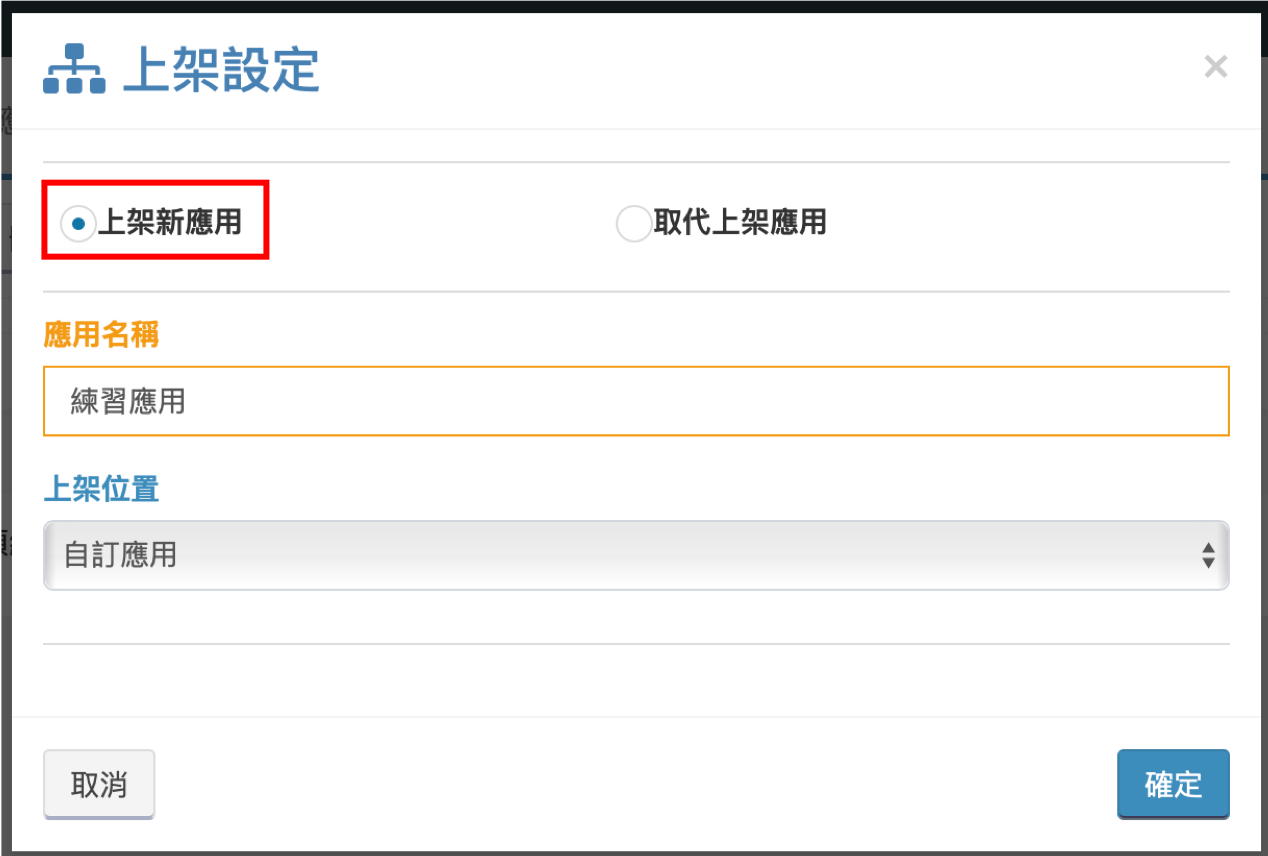 上架設定
×
上架新應用
取代上架應用
應用名稱
練習應用
上架位置
自訂應用
取消
確定